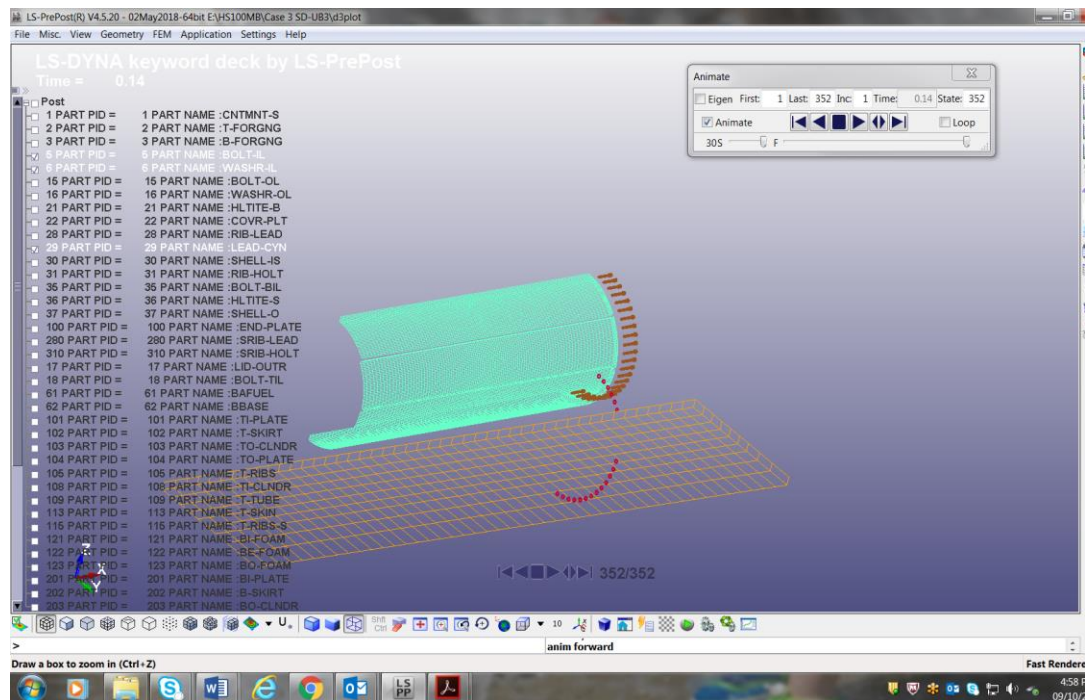 LS-PrePost(R) V4.5.20 - 02May2018-64bit E:\HS100MB\Case 3 SD-UB3\d3plot
File Misc. View Geometry FEM Application Settings Help
LS-DYNA keyword deck by LS-PrePost
Time = 0.14
Post
1 PART PID = 1 PART NAME :CNTMNT-S
2 PART PID = 2 PART NAME :T-FORGNG
3 PART PID = 3 PART NAME :B-FORGNG
5 PART PID = 5 PART NAME :BOLT-IL
6 PART PID = 6 PART NAME :WASHR-IL
15 PART PID = 15 PART NAME :BOLT-OL
16 PART PID = 16 PART NAME :WASHR-OL
21 PART PID = 21 PART NAME :HLTITE-B
22 PART PID = 22 PART NAME :COVR-PLT
28 PART PID = 28 PART NAME :RIB-LEAD
29 PART PID = 29 PART NAME :LEAD-CYN
30 PART PID = 30 PART NAME :SHELL-IS
31 PART PID = 31 PART NAME :RIB-HOLT
35 PART PID = 35 PART NAME :BOLT-BIL
36 PART PID = 36 PART NAME :HLTITE-S
37 PART PID = 37 PART NAME :SHELL-O
100 PART PID = 100 PART NAME :END-PLATE
280 PART PID = 280 PART NAME :SRIB-LEAD
310 PART PID = 310 PART NAME :SRIB-HOLT
17 PART PID = 17 PART NAME :LID-OUTR
18 PART PID = 18 PART NAME :BOLT-TIL
61 PART PID = 61 PART NAME :BAFUEL
62 PART PID = 62 PART NAME :BBASE
101 PART PID = 101 PART NAME :TI-PLATE
102 PART PID = 102 PART NAME :T-SKIRT
103 PART PID = 103 PART NAME :TO-CLNDR
104 PART PID = 104 PART NAME :TO-PLATE
105 PART PID = 105 PART NAME :T-RIBS
108 PART PID = 108 PART NAME :TI-CLNDR
109 PART PID = 109 PART NAME :T-TUBE
113 PART PID = 113 PART NAME :T-SKIN
115 PART PID = 115 PART NAME :T-RIBS-S
121 PART PID = 121 PART NAME :BI-FOAM
122 PART PID = 122 PART NAME :BE-FOAM
123 PART PID = 123 PART NAME :BO-FOAM
201 PART PID = 201 PART NAME :BI-PLATE
202 PART PID = 202 PART NAME :B-SKIRT
203 PART PID = 203 PART NAME :BO-CLNDR
Z
X
Y
Animate
Eigen First: 1 Last: 352 Inc: 1 Time: 0.14 State: 352
Animate Loop
30S F
352/352
Shft
Ctrl
10
> anim forward
Draw a box to zoom in (Ctrl+Z) Fast Rendere
LS
PP
4:58 P
09/10/